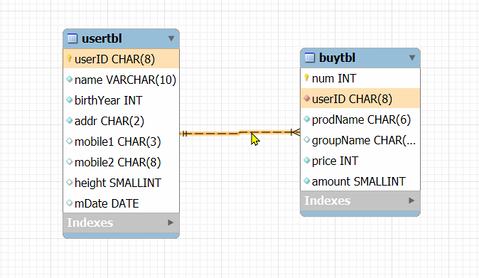 usertbl
userID CHAR(8)
name VARCHAR(10)
birthYear INT
addr CHAR(2)
mobile1 CHAR(3)
mobile2 CHAR(8)
height SMALLINT
mDate DATE
Indexes
buytbl
num INT
userID CHAR(8)
prodName CHAR(6)
groupName CHAR(...
price INT
amount SMALLINT
Indexes